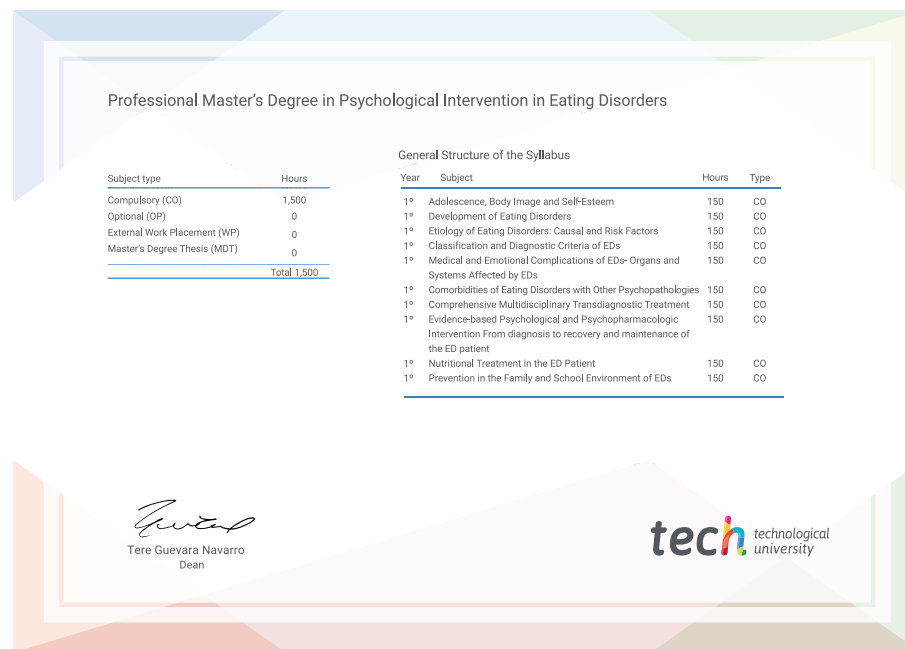 Professional Master's Degree in Psychological Intervention in Eating Disorders
Subject type Hours
Compulsory (CO) 1,500
Optional (OP) 0
External Work Placement (WP) 0
Master's Degree Thesis (MDT) 0
Total 1,500
General Structure of the Syllabus
Year Subject Hours Type
1º Adolescence, Body Image and Self-Esteem 150 CO
1º Development of Eating Disorders 150 CO
1º Etiology of Eating Disorders: Causal and Risk Factors 150 CO
1º Classification and Diagnostic Criteria of EDs 150 CO
1º Medical and Emotional Complications of EDs- Organs and 150 CO
Systems Affected by EDs
1º Comorbidities of Eating Disorders with Other Psychopathologies 150 CO
1º Comprehensive Multidisciplinary Transdiagnostic Treatment 150 CO
1º Evidence-based Psychological and Psychopharmacologic 150 CO
Intervention From diagnosis to recovery and maintenance of
the ED patient
1º Nutritional Treatment in the ED Patient 150 CO
1º Prevention in the Family and School Environment of EDs 150 CO
Tere Guevara Navarro
Dean
tech technological
university